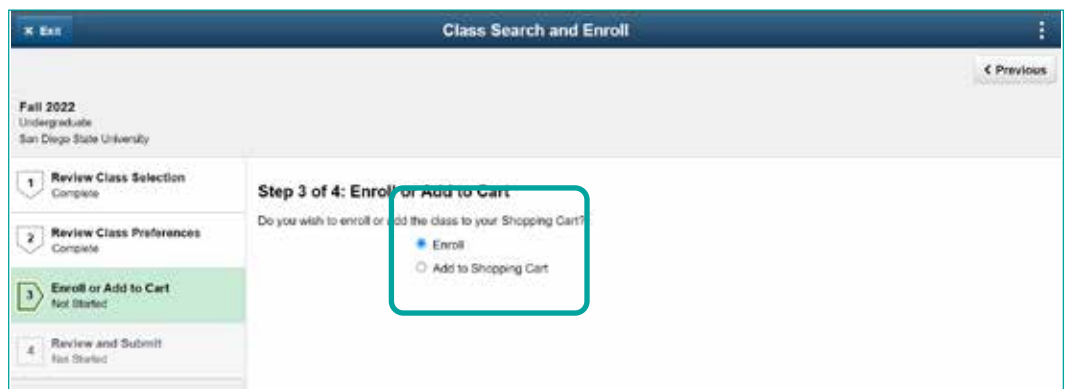 × Exit
Class Search and Enroll
< Previous
Fall 2022
Undergraduate
San Diego State University
1 Review Class Selection
Complete
2 Review Class Preferences
Complete
3 Enroll or Add to Cart
Not Started
4 Review and Submit
Not Started
Step 3 of 4: Enroll or Add to Cart
Do you wish to enroll or add the class to your Shopping Cart?
Enroll
Add to Shopping Cart